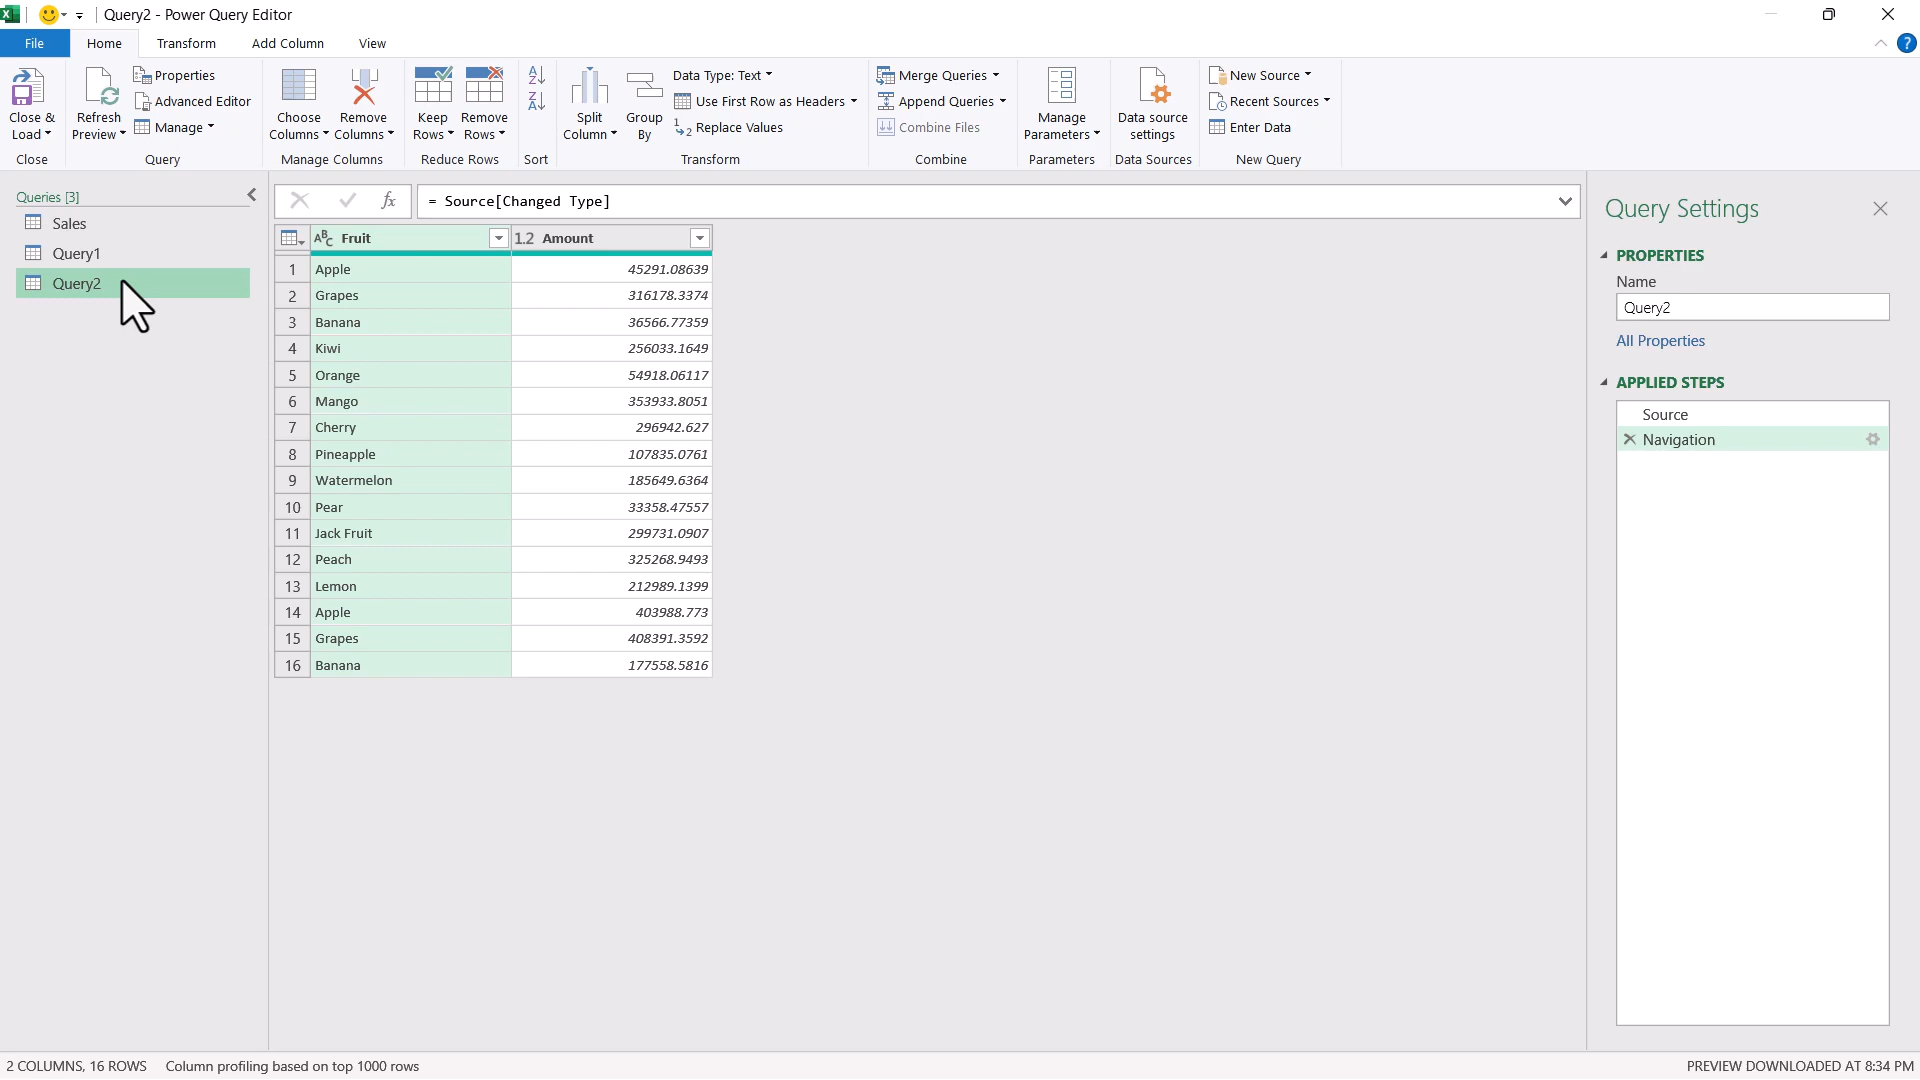 Query2 - Power Query Editor
File Home Transform Add Column View ?
Close & Load
Close
Refresh Preview
Properties
Advanced Editor
Manage
Query
Choose Columns
Remove Columns
Manage Columns
Keep Rows
Remove Rows
Reduce Rows
Sort
Split Column
Group By
Data Type: Text
Use First Row as Headers
Replace Values
Transform
Merge Queries
Append Queries
Combine Files
Combine
Manage Parameters
Parameters
Data source settings
Data Sources
New Source
Recent Sources
Enter Data
New Query
Queries [3]
Sales
Query1
Query2
fx = Source[Changed Type]
ABC Fruit 1.2 Amount
1 Apple 45291.08639
2 Grapes 316178.3374
3 Banana 36566.77359
4 Kiwi 256033.1649
5 Orange 54918.06117
6 Mango 353933.8051
7 Cherry 296942.627
8 Pineapple 107835.0761
9 Watermelon 185649.6364
10 Pear 33358.47557
11 Jack Fruit 299731.0907
12 Peach 325268.9493
13 Lemon 212989.1399
14 Apple 403988.773
15 Grapes 408391.3592
16 Banana 177558.5816
Query Settings
PROPERTIES
Name
Query2
All Properties
APPLIED STEPS
Source
Navigation
2 COLUMNS, 16 ROWS Column profiling based on top 1000 rows
PREVIEW DOWNLOADED AT 8:34 PM